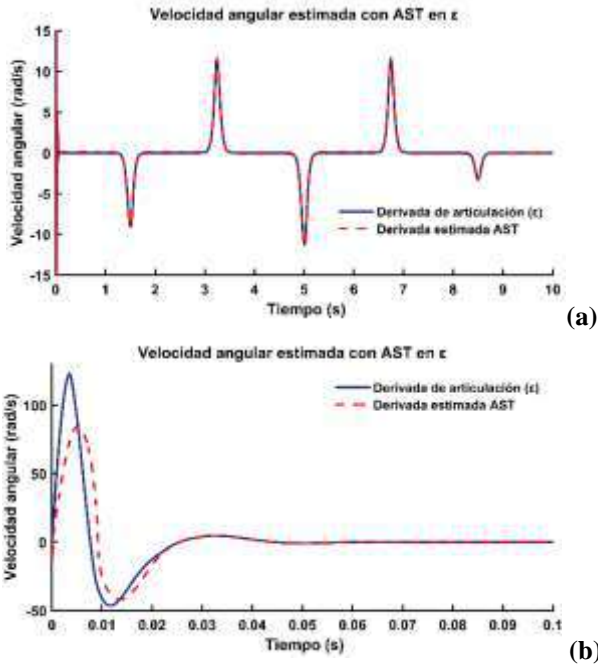 Velocidad angular estimada con AST en ε
Velocidad angular (rad/s)
15
10
5
0
-5
-10
-15
Derivada de articulación (ε)
Derivada estimada AST
0 1 2 3 4 5 6 7 8 9 10
Tiempo (s)
(a)
Velocidad angular estimada con AST en ε
Velocidad angular (rad/s)
100
50
0
-50
Derivada de articulación (ε)
Derivada estimada AST
0 0.01 0.02 0.03 0.04 0.05 0.06 0.07 0.08 0.09 0.1
Tiempo (s)
(b)